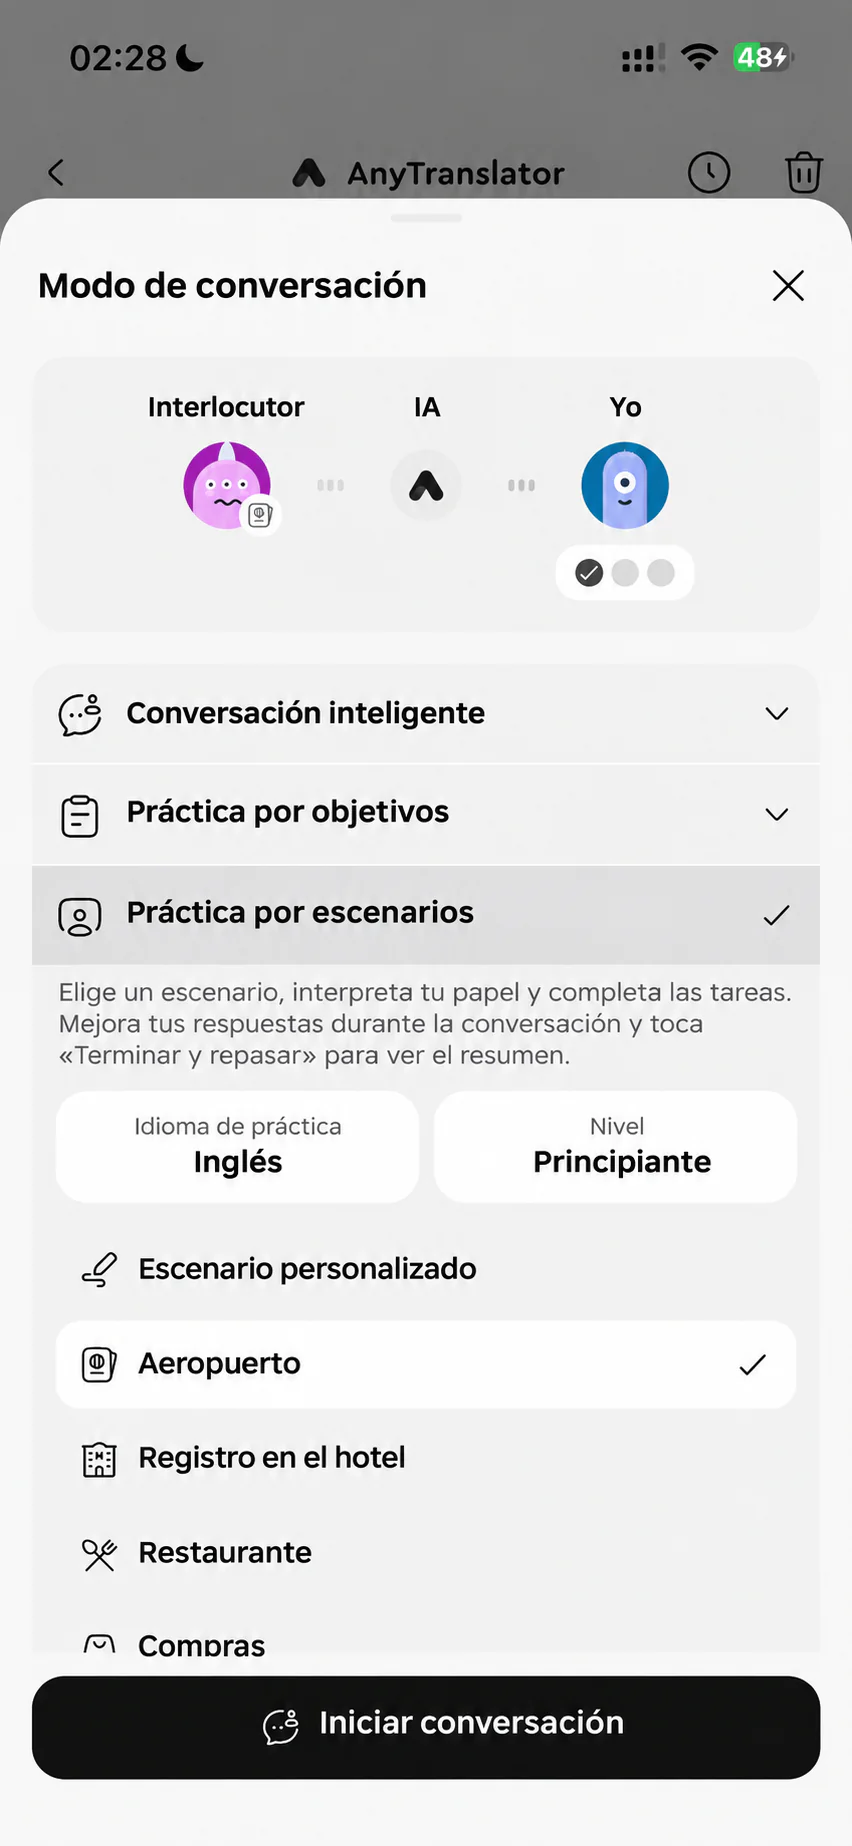 02:28
48
AnyTranslator
Modo de conversación
Interlocutor
IA
Yo
Conversación inteligente
Práctica por objetivos
Práctica por escenarios
Elige un escenario, interpreta tu papel y completa las tareas.
Mejora tus respuestas durante la conversación y toca
«Terminar y repasar» para ver el resumen.
Idioma de práctica
Inglés
Nivel
Principiante
Escenario personalizado
Aeropuerto
Registro en el hotel
Restaurante
Compras
Iniciar conversación